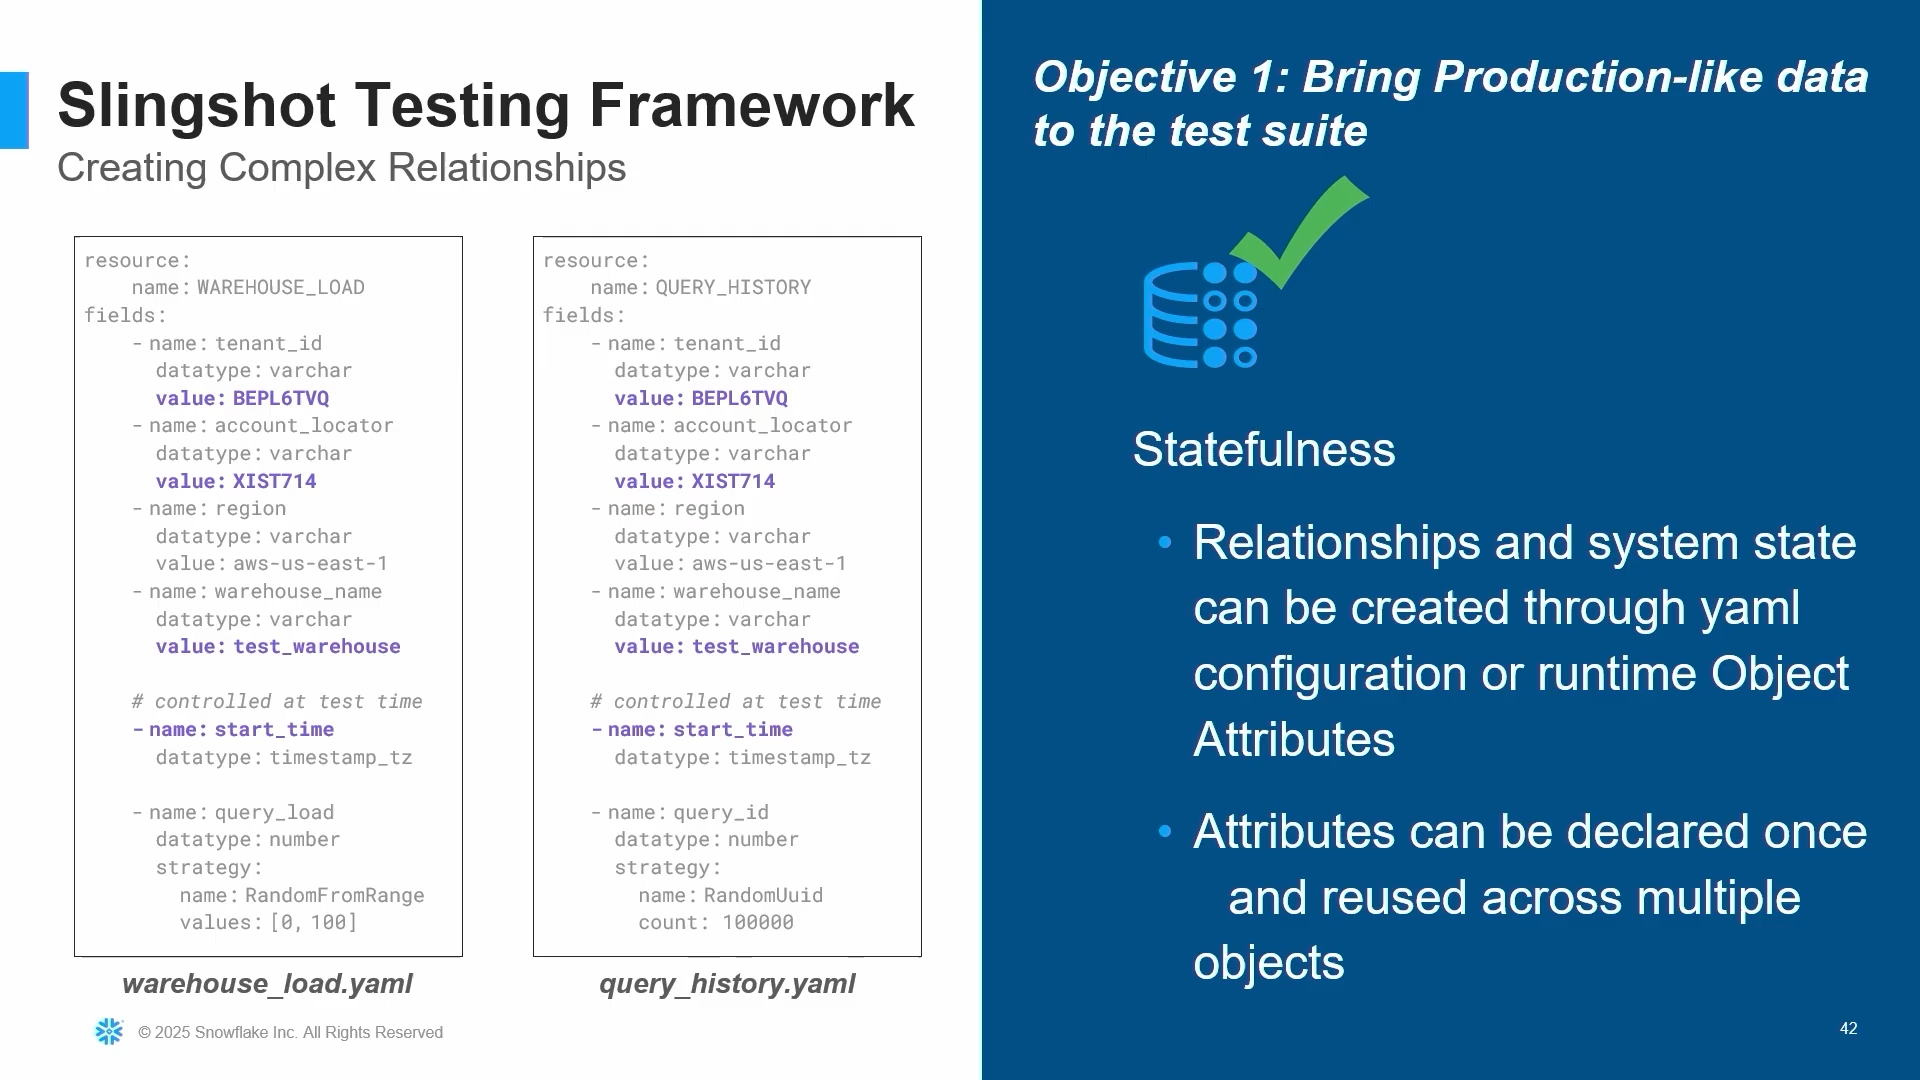 Slingshot Testing Framework
Creating Complex Relationships
resource:
name: WAREHOUSE_LOAD
fields:
- name: tenant_id
datatype: varchar
value: BEPL6TVQ
- name: account_locator
datatype: varchar
value: XIST714
- name: region
datatype: varchar
value: aws-us-east-1
- name: warehouse_name
datatype: varchar
value: test_warehouse
# controlled at test time
- name: start_time
datatype: timestamp_tz
- name: query_load
datatype: number
strategy:
name: RandomFromRange
values: [0, 100]
warehouse_load.yaml
resource:
name: QUERY_HISTORY
fields:
- name: tenant_id
datatype: varchar
value: BEPL6TVQ
- name: account_locator
datatype: varchar
value: XIST714
- name: region
datatype: varchar
value: aws-us-east-1
- name: warehouse_name
datatype: varchar
value: test_warehouse
# controlled at test time
- name: start_time
datatype: timestamp_tz
- name: query_id
datatype: number
strategy:
name: RandomUuid
count: 100000
query_history.yaml
© 2025 Snowflake Inc. All Rights Reserved
Objective 1: Bring Production-like data
to the test suite
Statefulness
• Relationships and system state
can be created through yaml
configuration or runtime Object
Attributes
• Attributes can be declared once
and reused across multiple
objects
42